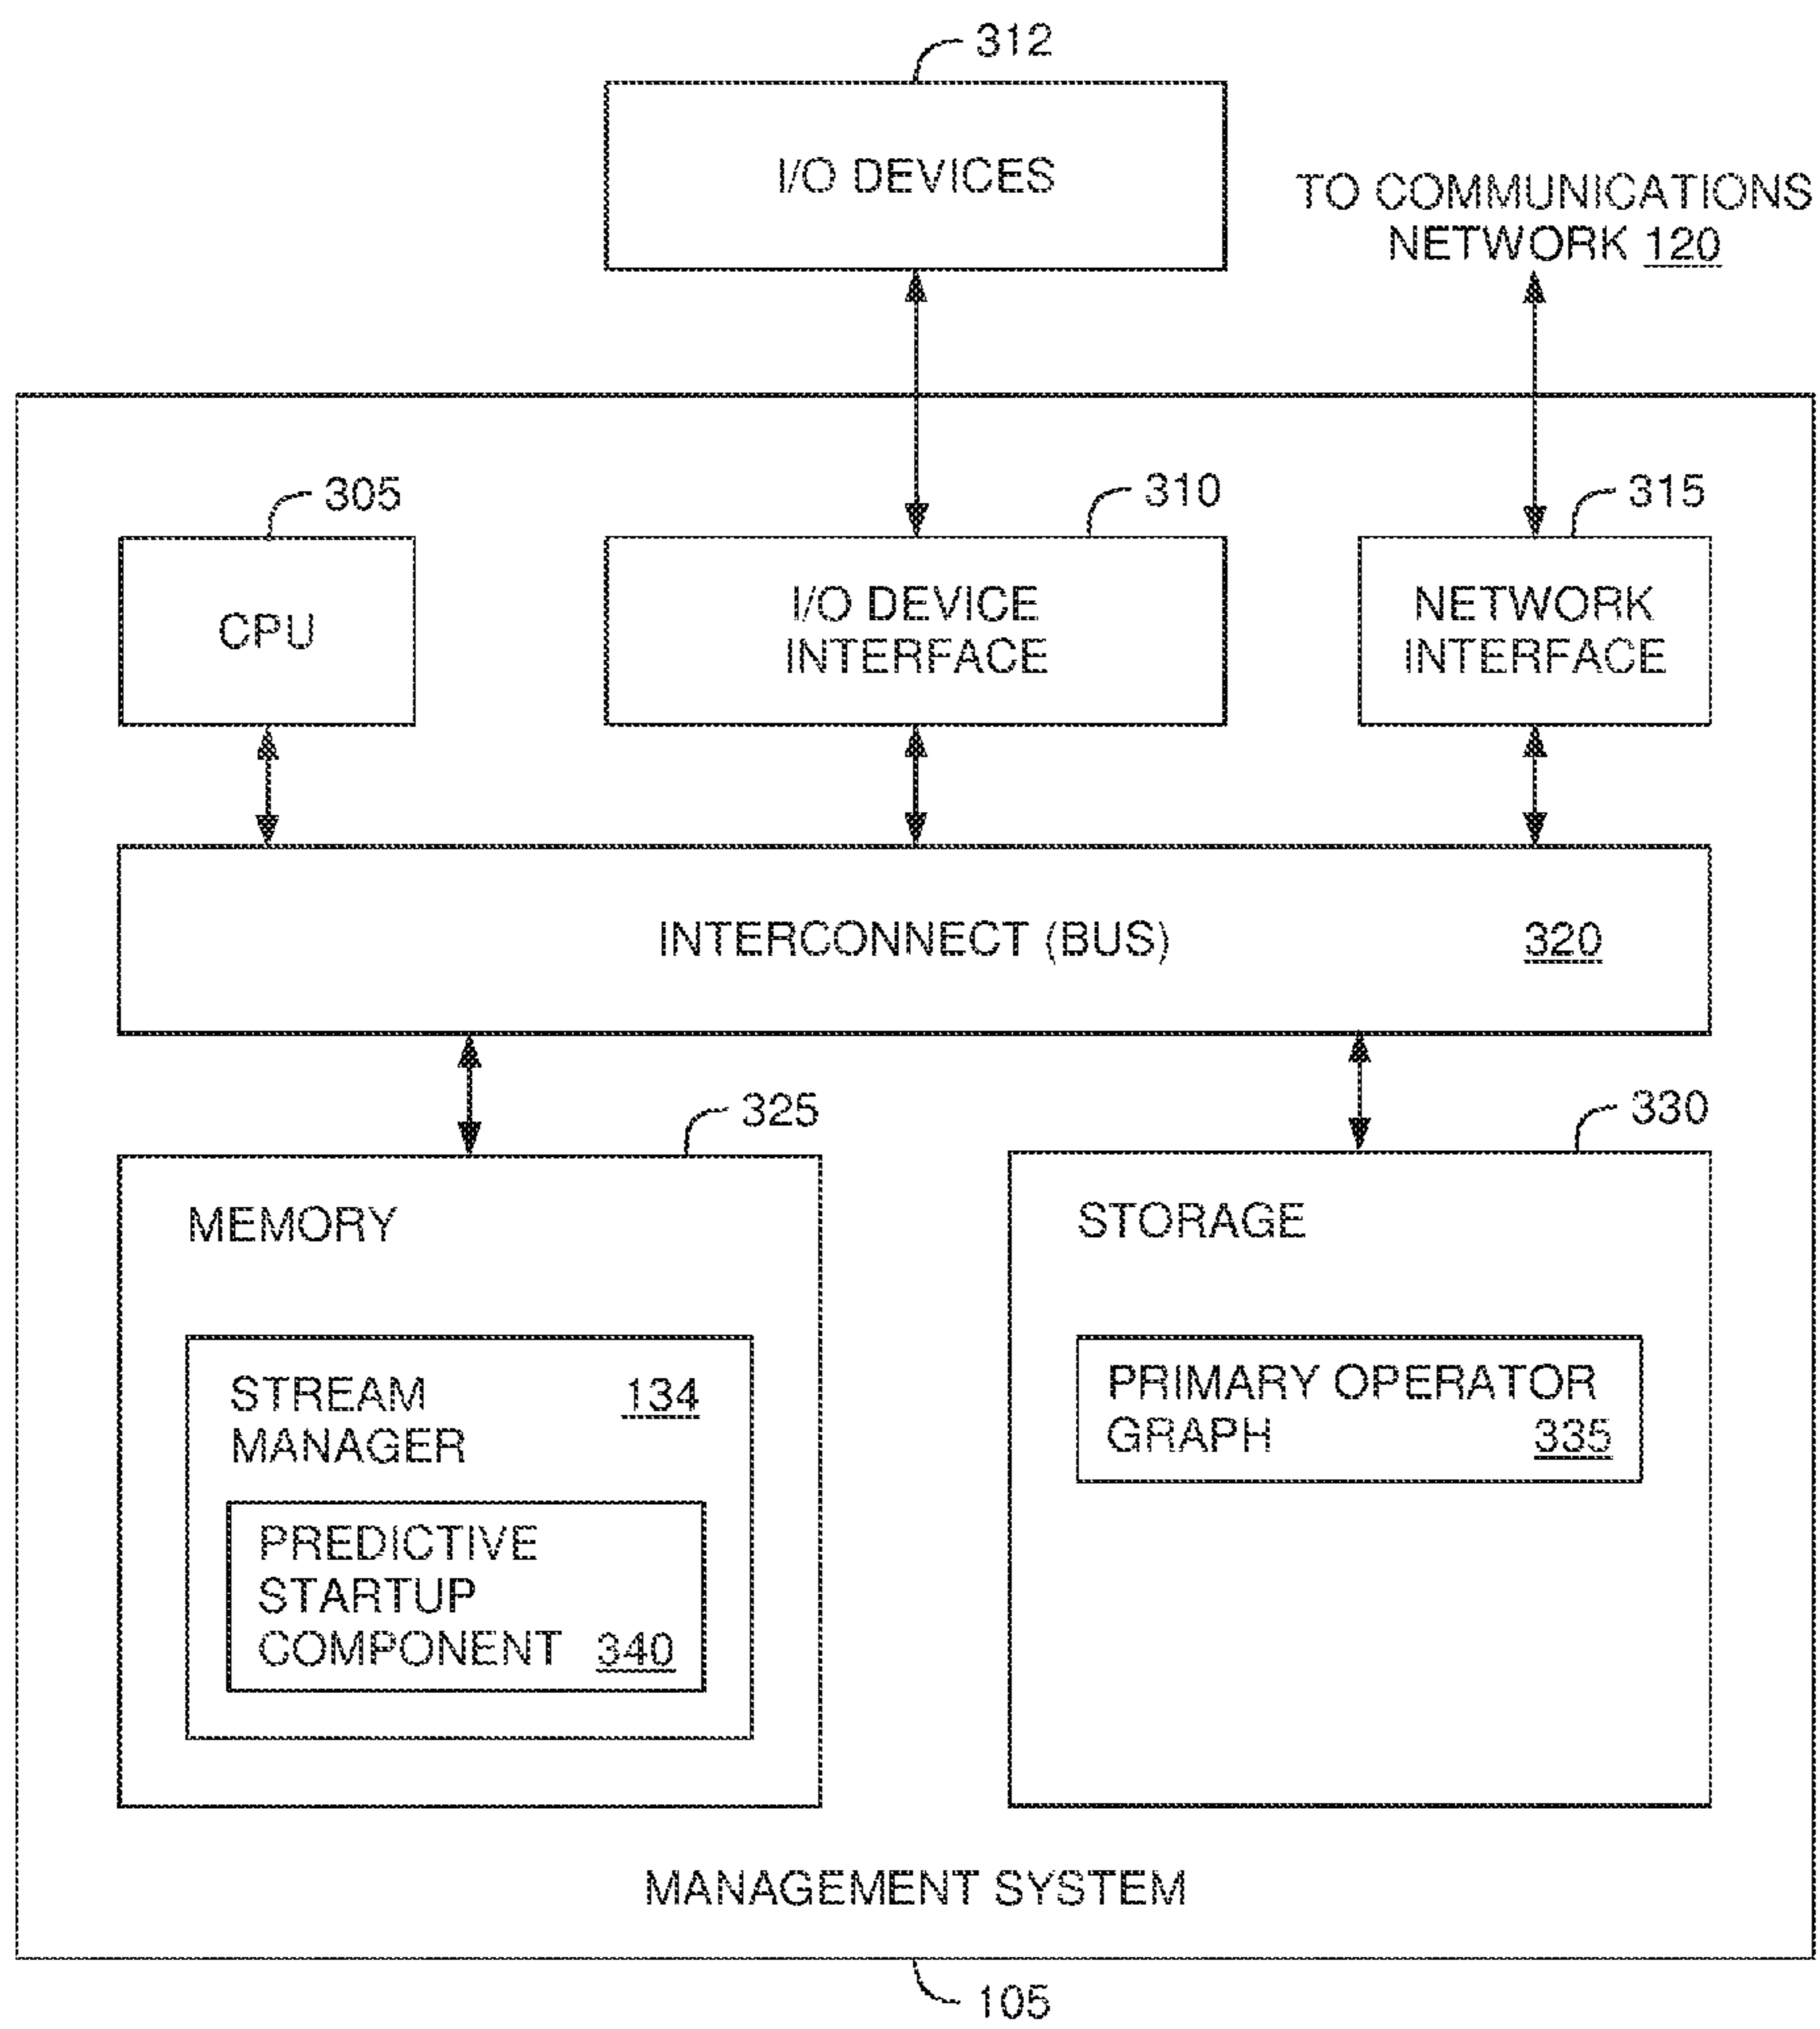 312
I/O DEVICES
TO COMMUNICATIONS
NETWORK 120
305
310
315
CPU
I/O DEVICE
INTERFACE
NETWORK
INTERFACE
INTERCONNECT (BUS) 320
325
330
MEMORY
STORAGE
STREAM 134
MANAGER
PREDICTIVE
STARTUP
COMPONENT 340
PRIMARY OPERATOR
GRAPH 335
MANAGEMENT SYSTEM
105